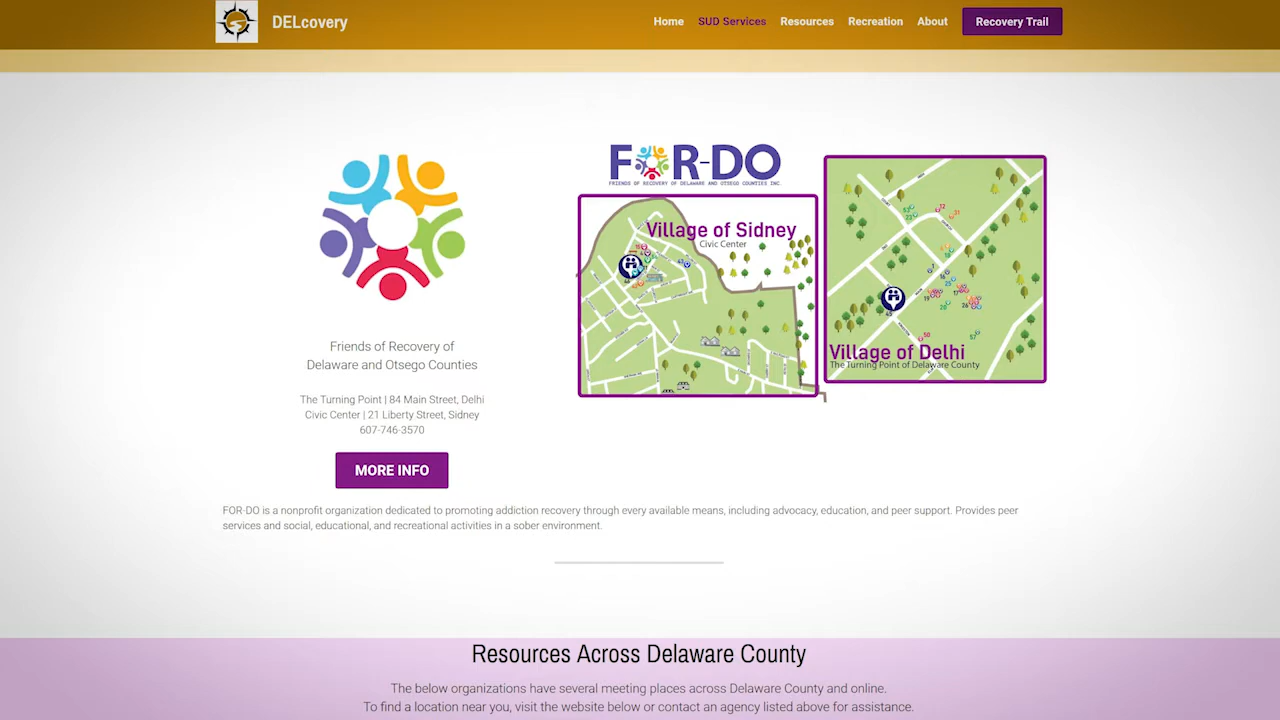 DELcovery
Home
SUD Services
Resources
Recreation
About
Recovery Trail
FOR-DO
FRIENDS OF RECOVERY OF DELAWARE AND OTSEGO COUNTIES INC.
Village of Sidney
Civic Center
Village of Delhi
The Turning Point of Delaware County
Friends of Recovery of
Delaware and Otsego Counties
The Turning Point | 84 Main Street, Delhi
Civic Center | 21 Liberty Street, Sidney
607-746-3570
MORE INFO
FOR-DO is a nonprofit organization dedicated to promoting addiction recovery through every available means, including advocacy, education, and peer support. Provides peer
services and social, educational, and recreational activities in a sober environment.
Resources Across Delaware County
The below organizations have several meeting places across Delaware County and online.
To find a location near you, visit the website below or contact an agency listed above for assistance.